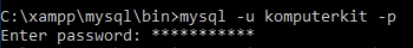 C:\xampp\mysql\bin>mysql -u komputerkit -p
Enter password: ***********